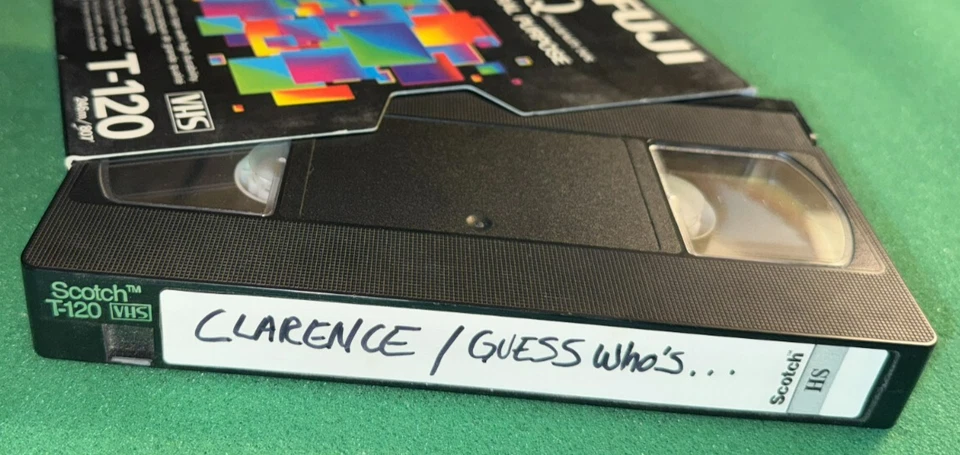 FUJI
PURPOSE
T-120
VHS
Scotch™
T-120 VHS
CLARENCE / GUESS Who's...
Scotch
HS